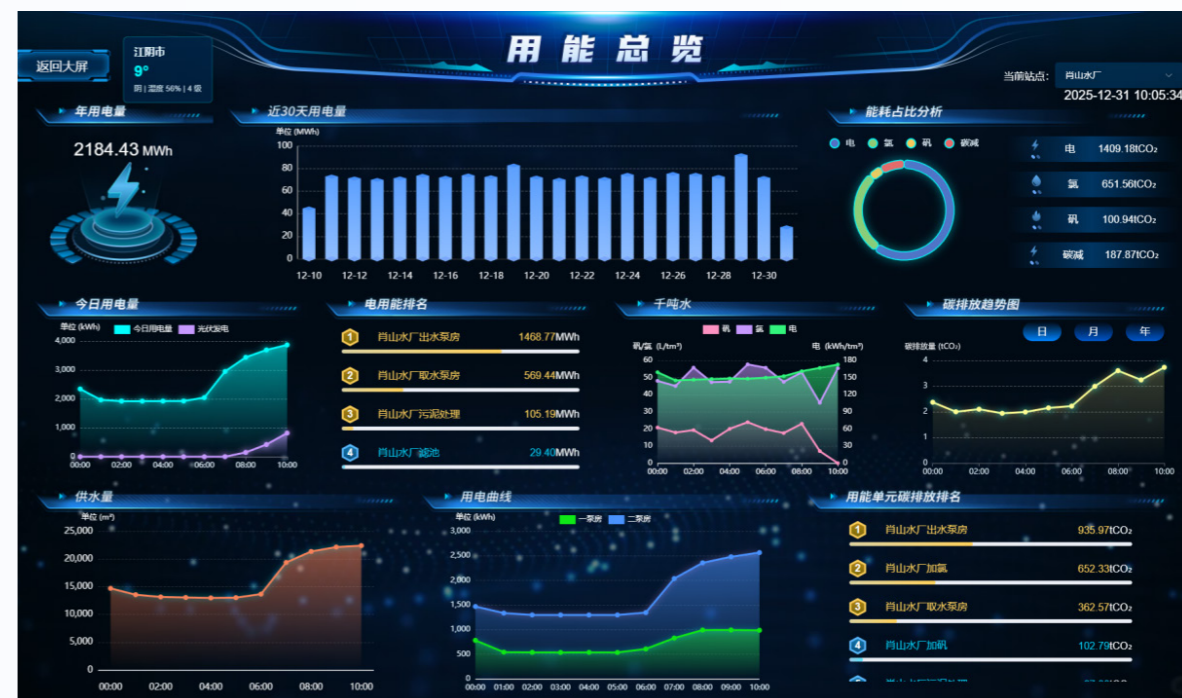 用能总览
返回大屏
江阴市
9°
阴 | 湿度 56% | 4 级
当前站点：
肖山水厂
2025-12-31 10:05:34
年用电量
2184.43 MWh
近30天用电量
单位 (MWh)
100
80
60
40
20
0
12-10 12-12 12-14 12-16 12-18 12-20 12-22 12-24 12-26 12-28 12-30
能耗占比分析
电 氯 矾 碳减
电 1409.18tCO₂
氯 651.56tCO₂
矾 100.94tCO₂
碳减 187.87tCO₂
今日用电量
单位 (kWh) 今日用电量 光伏发电
4,000
3,000
2,000
1,000
0
00:00 02:00 04:00 06:00 08:00 10:00
电用能排名
1 肖山水厂出水泵房 1468.77MWh
2 肖山水厂取水泵房 569.44MWh
3 肖山水厂污泥处理 105.19MWh
4 肖山水厂滤池 29.40MWh
千吨水
矾 氯 电
矾/氯 (L/tm³) 电 (kWh/tm³)
60 180
50 150
40 120
30 90
20 60
10 30
0 0
00:00 02:00 04:00 06:00 08:00 10:00
碳排放趋势图
日 月 年
碳排放量 (tCO₂)
4
3
2
1
0
00:00 02:00 04:00 06:00 08:00 10:00
供水量
单位 (m³)
25,000
20,000
15,000
10,000
5,000
0
00:00 02:00 04:00 06:00 08:00 10:00
用电曲线
单位 (kWh) 一泵房 二泵房
3,000
2,500
2,000
1,500
1,000
500
0
00:00 01:00 02:00 03:00 04:00 05:00 06:00 07:00 08:00 09:00 10:00
用能单元碳排放排名
1 肖山水厂出水泵房 935.97tCO₂
2 肖山水厂加氯 652.33tCO₂
3 肖山水厂取水泵房 362.57tCO₂
4 肖山水厂加矾 102.79tCO₂